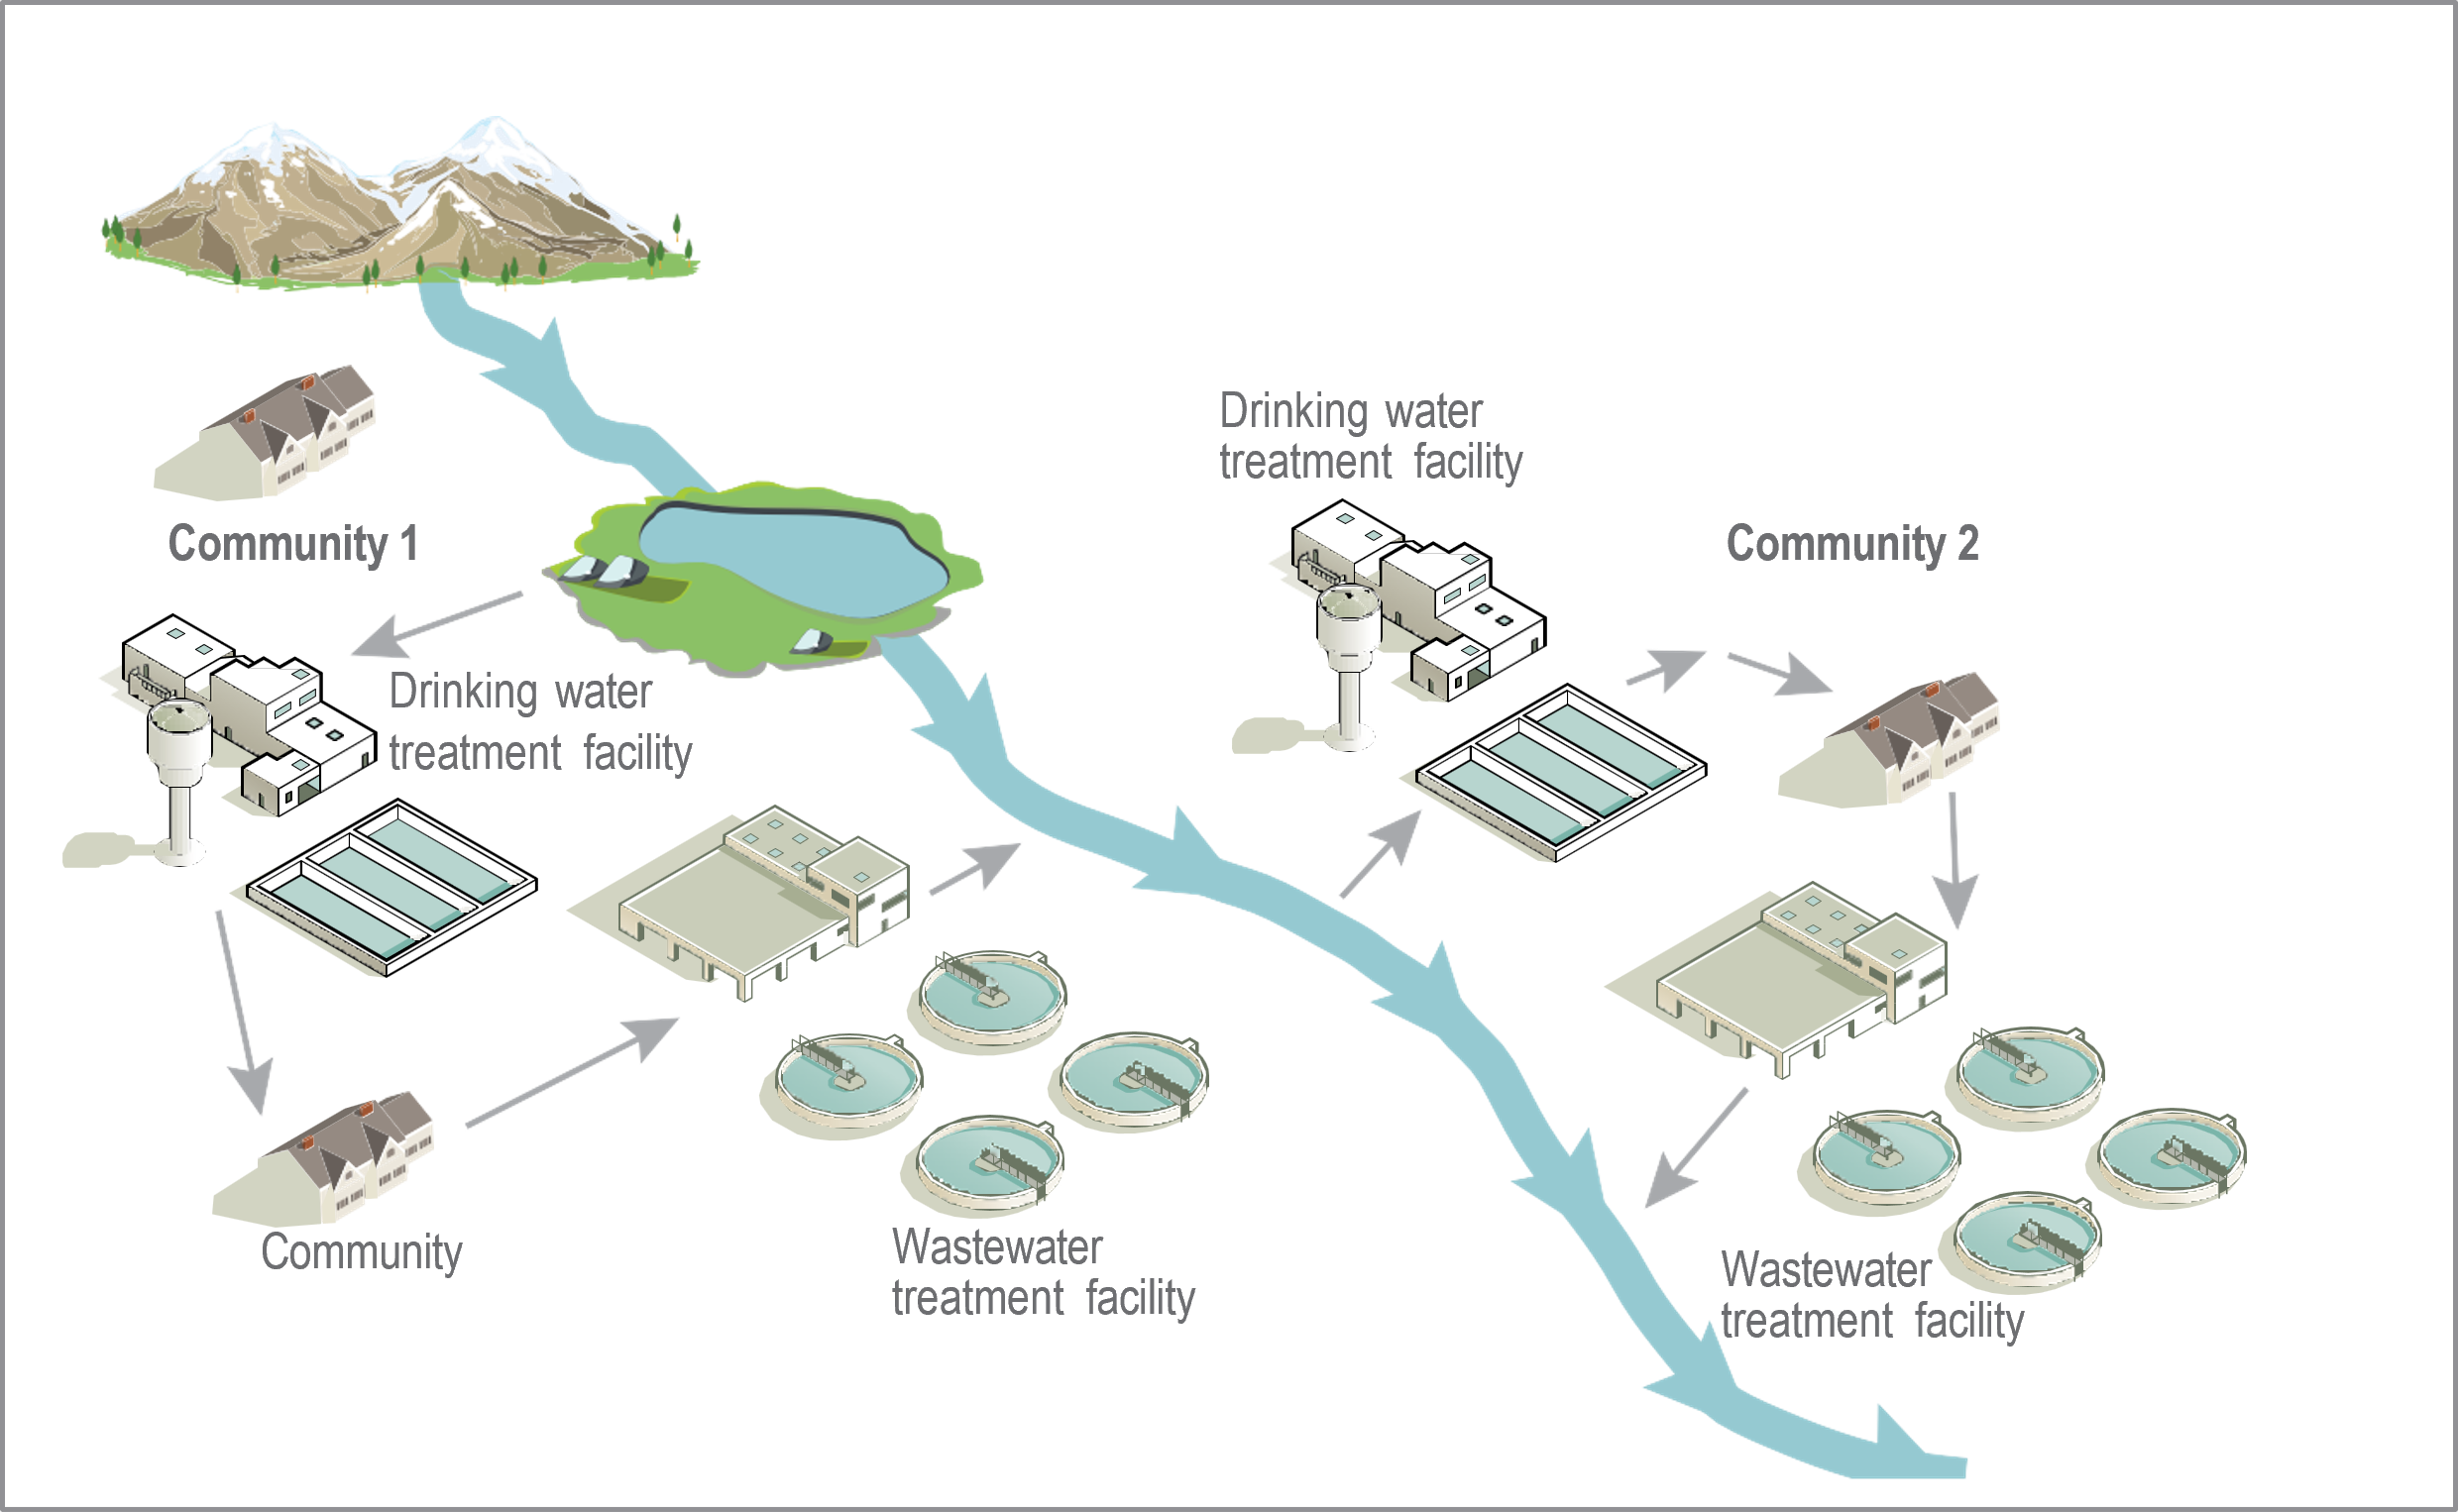 Community 1
Drinking water
treatment facility
Community
Wastewater
treatment facility
Drinking water
treatment facility
Community 2
Wastewater
treatment facility